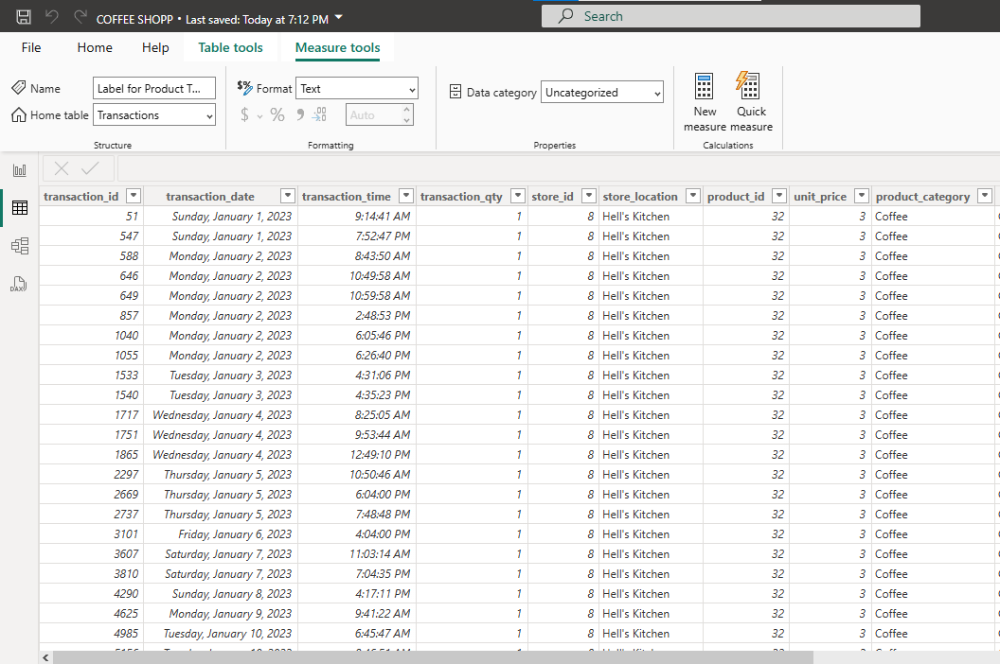 COFFEE SHOPP • Last saved: Today at 7:12 PM
Search
File Home Help Table tools Measure tools
Name Label for Product T... Format Text Data category Uncategorized New measure Quick measure
Home table Transactions $ % Auto
Structure Formatting Properties Calculations
DAX
transaction_id transaction_date transaction_time transaction_qty store_id store_location product_id unit_price product_category
51 Sunday, January 1, 2023 9:14:41 AM 1 8 Hell's Kitchen 32 3 Coffee
547 Sunday, January 1, 2023 7:52:47 PM 1 8 Hell's Kitchen 32 3 Coffee
588 Monday, January 2, 2023 8:43:50 AM 1 8 Hell's Kitchen 32 3 Coffee
646 Monday, January 2, 2023 10:49:58 AM 1 8 Hell's Kitchen 32 3 Coffee
649 Monday, January 2, 2023 10:59:58 AM 1 8 Hell's Kitchen 32 3 Coffee
857 Monday, January 2, 2023 2:48:53 PM 1 8 Hell's Kitchen 32 3 Coffee
1040 Monday, January 2, 2023 6:05:46 PM 1 8 Hell's Kitchen 32 3 Coffee
1055 Monday, January 2, 2023 6:26:40 PM 1 8 Hell's Kitchen 32 3 Coffee
1533 Tuesday, January 3, 2023 4:31:06 PM 1 8 Hell's Kitchen 32 3 Coffee
1540 Tuesday, January 3, 2023 4:35:23 PM 1 8 Hell's Kitchen 32 3 Coffee
1717 Wednesday, January 4, 2023 8:25:05 AM 1 8 Hell's Kitchen 32 3 Coffee
1751 Wednesday, January 4, 2023 9:53:44 AM 1 8 Hell's Kitchen 32 3 Coffee
1865 Wednesday, January 4, 2023 12:49:10 PM 1 8 Hell's Kitchen 32 3 Coffee
2297 Thursday, January 5, 2023 10:50:46 AM 1 8 Hell's Kitchen 32 3 Coffee
2669 Thursday, January 5, 2023 6:04:00 PM 1 8 Hell's Kitchen 32 3 Coffee
2737 Thursday, January 5, 2023 7:48:48 PM 1 8 Hell's Kitchen 32 3 Coffee
3101 Friday, January 6, 2023 4:04:00 PM 1 8 Hell's Kitchen 32 3 Coffee
3607 Saturday, January 7, 2023 11:03:14 AM 1 8 Hell's Kitchen 32 3 Coffee
3810 Saturday, January 7, 2023 7:04:35 PM 1 8 Hell's Kitchen 32 3 Coffee
4290 Sunday, January 8, 2023 4:17:11 PM 1 8 Hell's Kitchen 32 3 Coffee
4625 Monday, January 9, 2023 9:41:22 AM 1 8 Hell's Kitchen 32 3 Coffee
4985 Tuesday, January 10, 2023 6:45:47 AM 1 8 Hell's Kitchen 32 3 Coffee